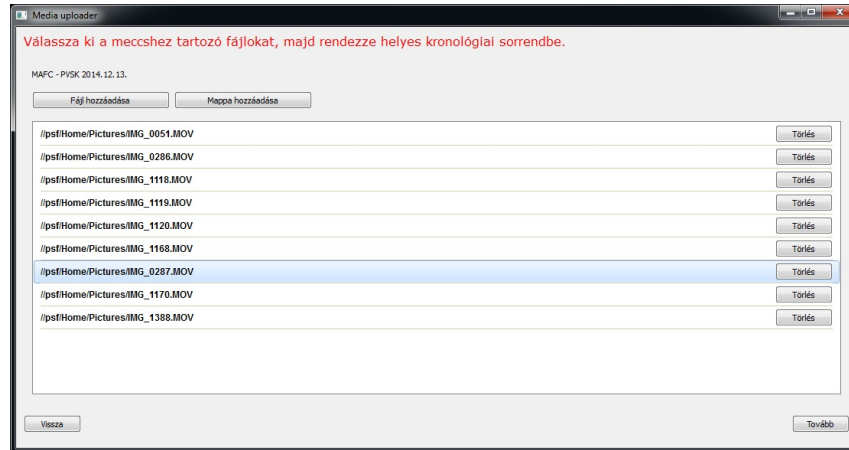 Media uploader
Válassza ki a meccshez tartozó fájlokat, majd rendezze helyes kronológiai sorrendbe.
MAFC - PVSK 2014.12.13.
Fájl hozzáadása Mappa hozzáadása
//psf/Home/Pictures/IMG_0051.MOV Törlés
//psf/Home/Pictures/IMG_0286.MOV Törlés
//psf/Home/Pictures/IMG_1118.MOV Törlés
//psf/Home/Pictures/IMG_1119.MOV Törlés
//psf/Home/Pictures/IMG_1120.MOV Törlés
//psf/Home/Pictures/IMG_1168.MOV Törlés
//psf/Home/Pictures/IMG_0287.MOV Törlés
//psf/Home/Pictures/IMG_1170.MOV Törlés
//psf/Home/Pictures/IMG_1388.MOV Törlés
Vissza Tovább